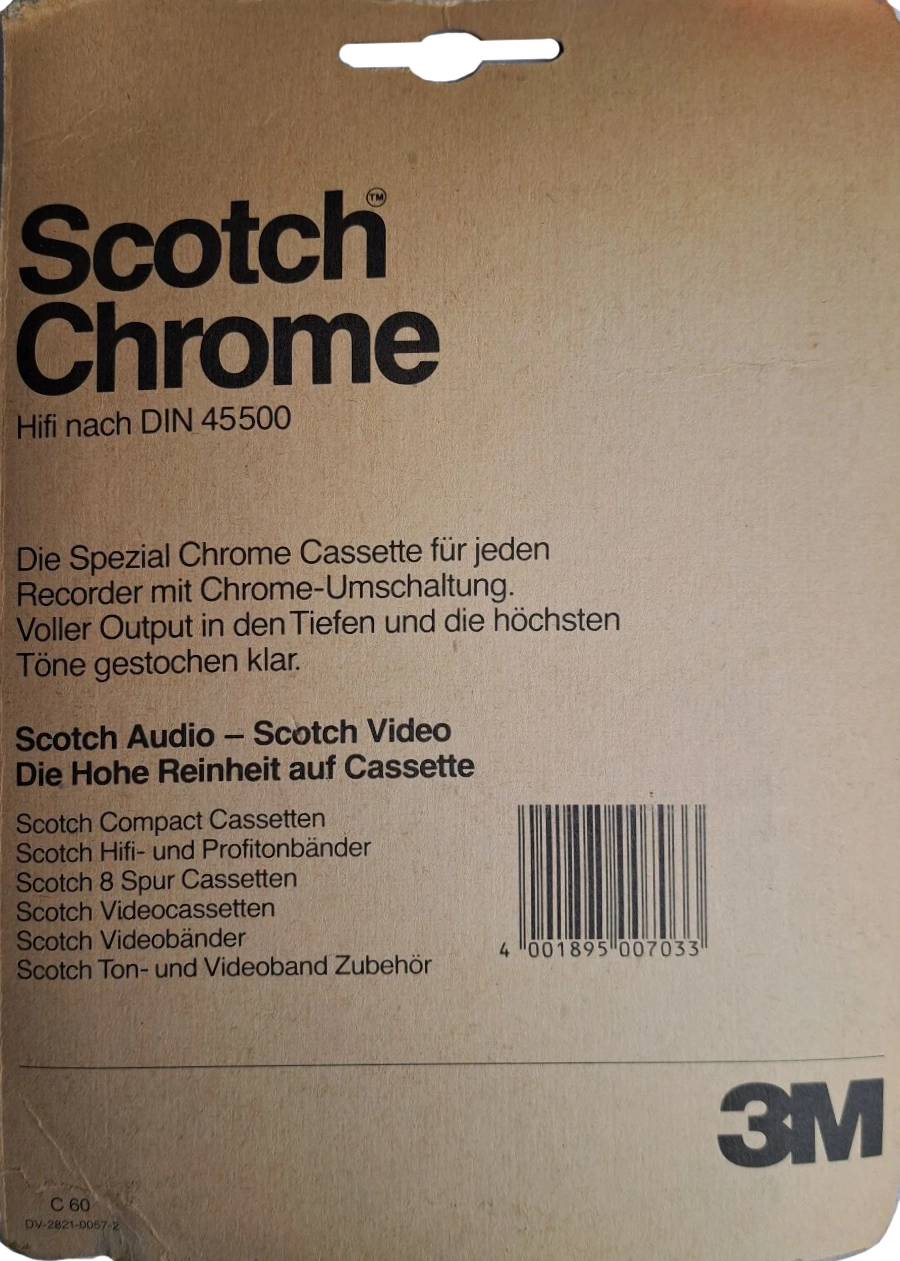 Scotch™
Chrome
Hifi nach DIN 45500
Die Spezial Chrome Cassette für jeden
Recorder mit Chrome-Umschaltung.
Voller Output in den Tiefen und die höchsten
Töne gestochen klar.
Scotch Audio – Scotch Video
Die Hohe Reinheit auf Cassette
Scotch Compact Cassetten
Scotch Hifi- und Profitonbänder
Scotch 8 Spur Cassetten
Scotch Videocassetten
Scotch Videobänder
Scotch Ton- und Videoband Zubehör
4 001895 007033
3M
C 60
DV-2821-0057-2